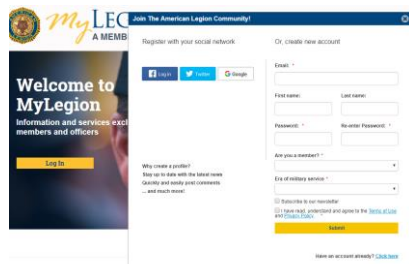 MyLEG
A MEMB
Welcome to
MyLegion
Information and services excl
members and officers
Log In
Join The American Legion Community!
Register with your social network
Log in
Twitter
Google
Why create a profile?
Stay up to date with the latest news
Quickly and easily post comments
... and much more!
Or, create new account
Email: *
First name:
Last name:
Password: *
Re-enter Password: *
Are you a member? *
Era of military service *
Subscribe to our newsletter
I have read, understand and agree to the Terms of Use
and Privacy Policy *
Submit
Have an account already? Click here